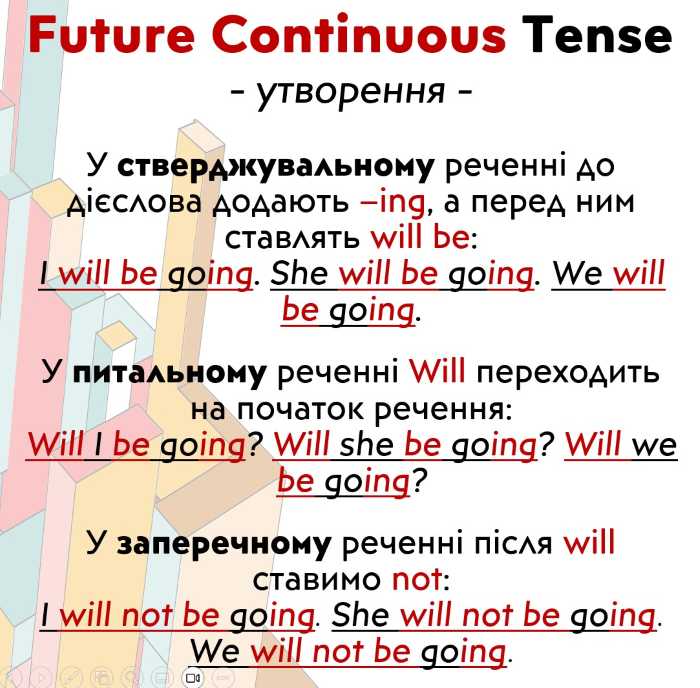 Future Continuous Tense
- утворення -
У стверджувальному реченні до
дієслова додають –ing, а перед ним
ставлять will be:
I will be going. She will be going. We will
be going.
У питальному реченні Will переходить
на початок речення:
Will I be going? Will she be going? Will we
be going?
У заперечному реченні після will
ставимо not:
I will not be going. She will not be going.
We will not be going.